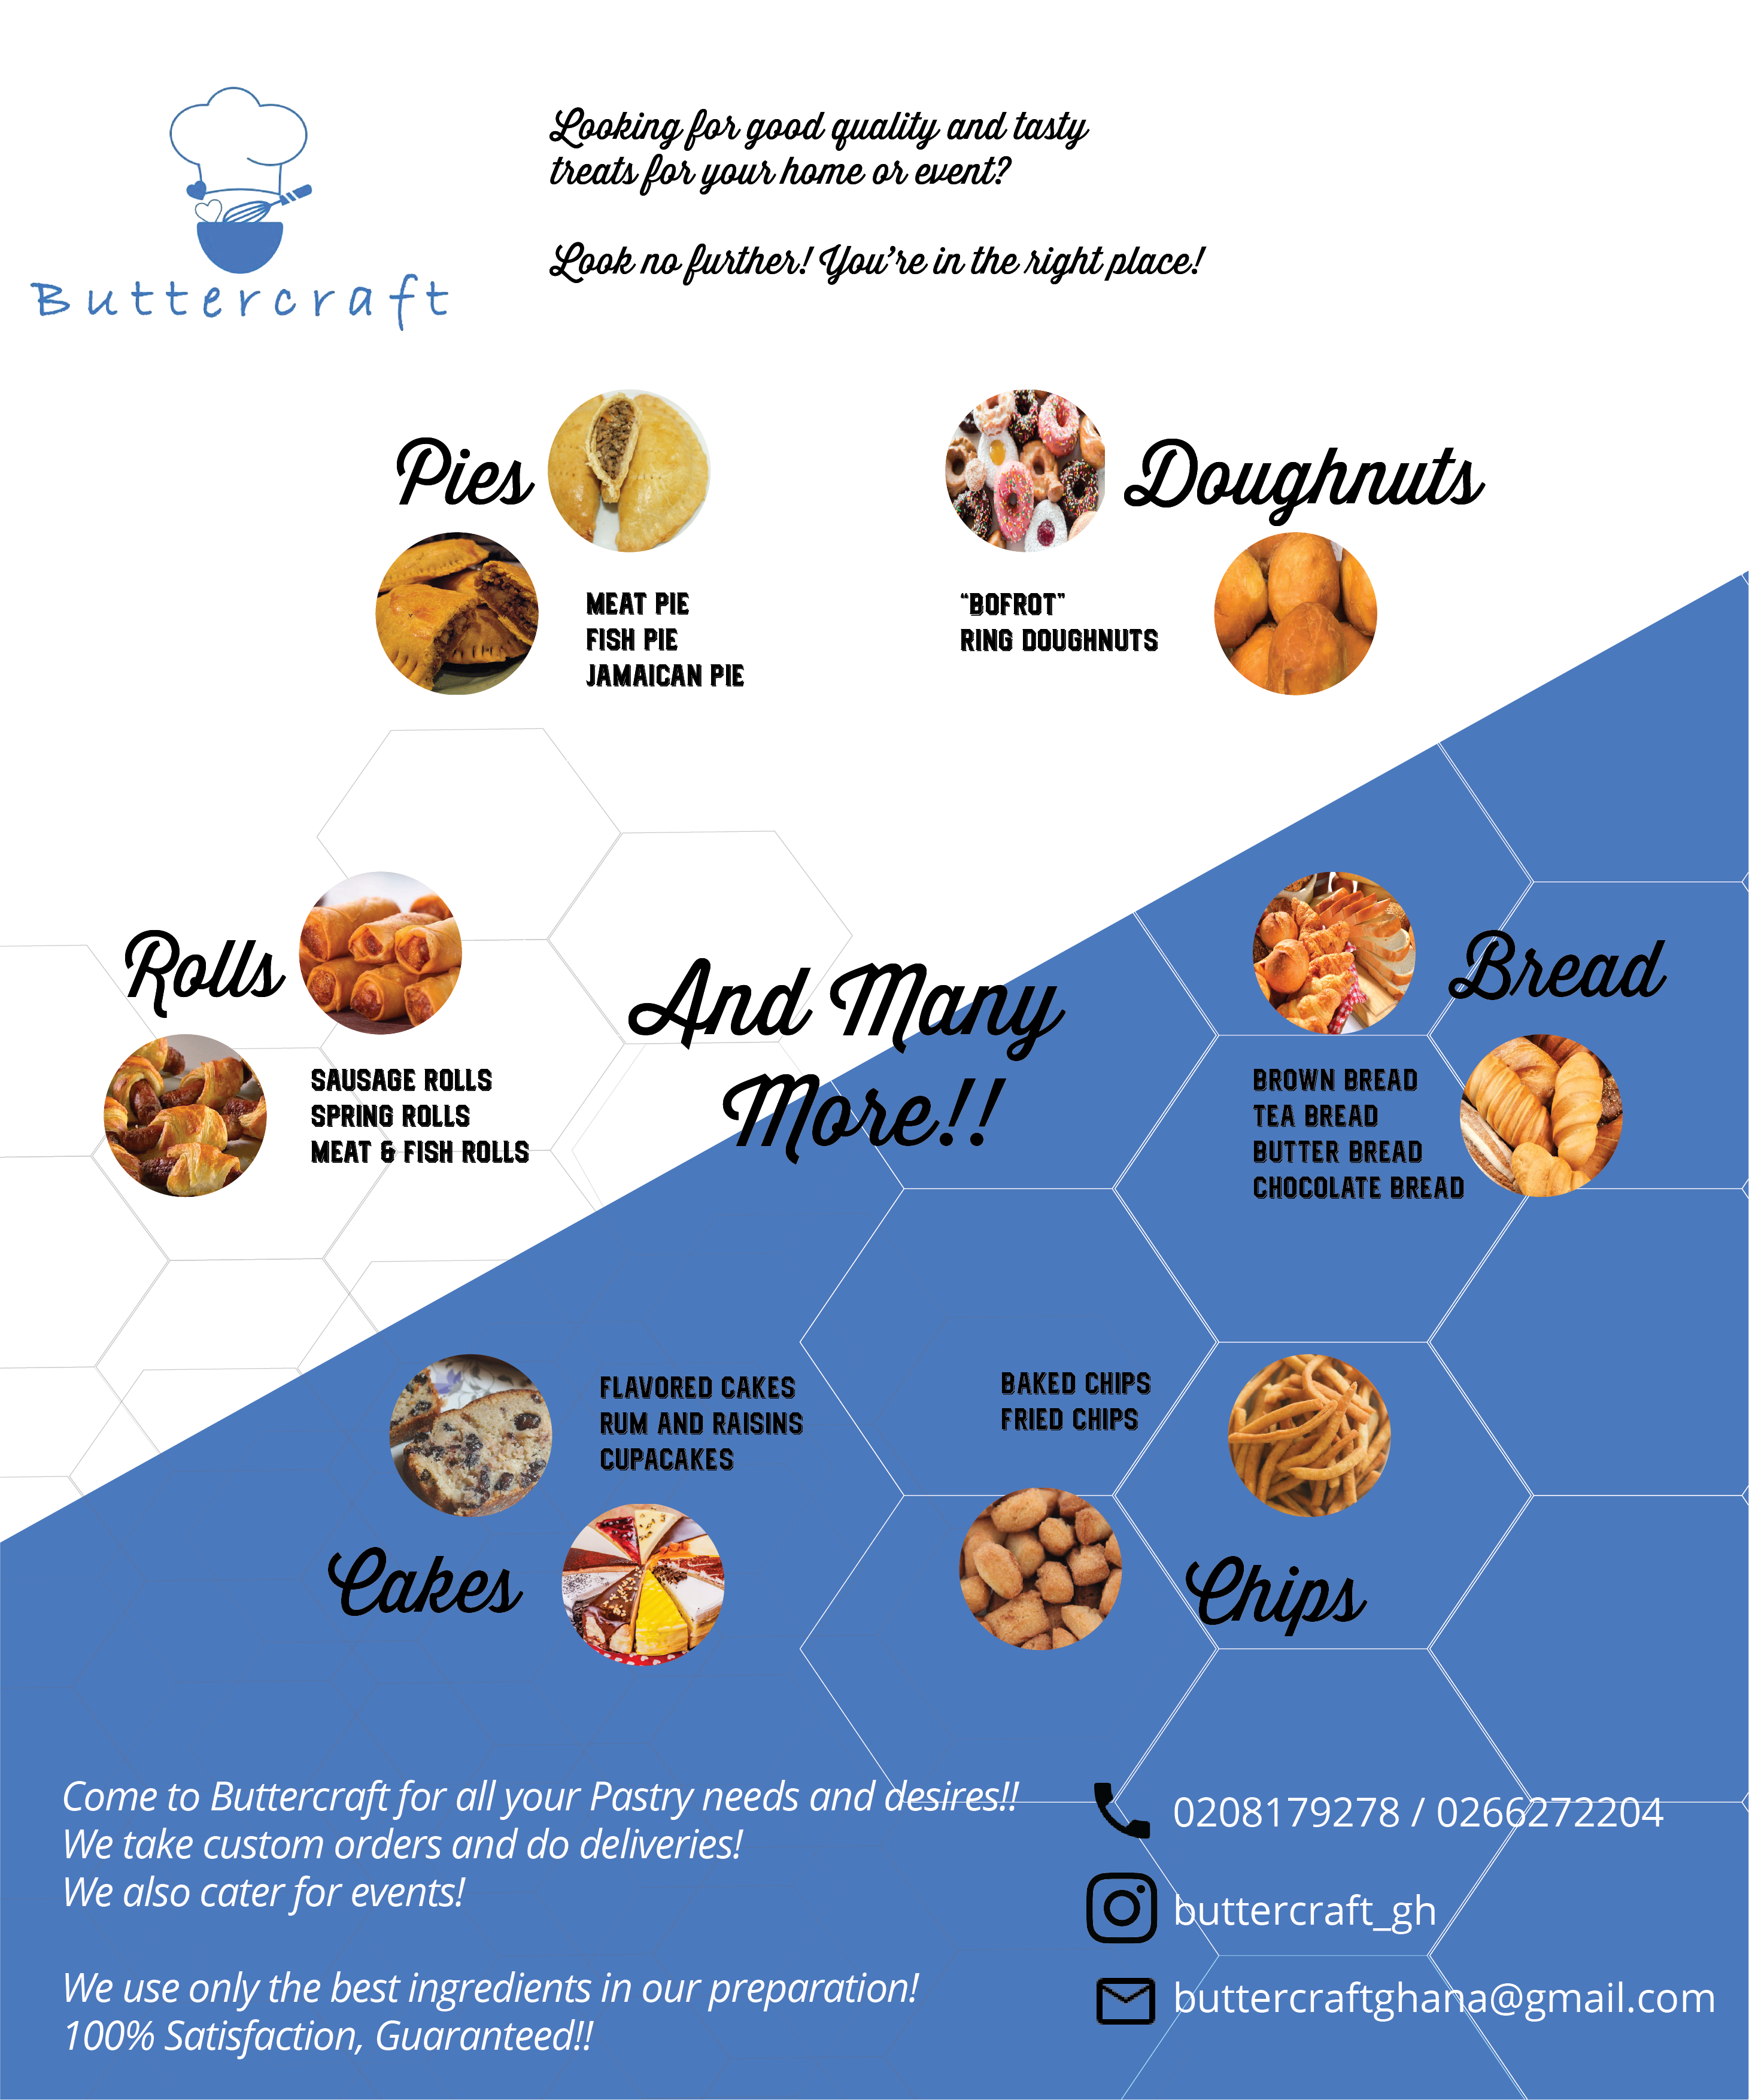 Buttercraft
Looking for good quality and tasty
treats for your home or event?
Look no further! You're in the right place!
Pies
MEAT PIE
FISH PIE
JAMAICAN PIE
Doughnuts
"BOFROT"
RING DOUGHNUTS
Rolls
SAUSAGE ROLLS
SPRING ROLLS
MEAT & FISH ROLLS
And Many
More!!
Bread
BROWN BREAD
TEA BREAD
BUTTER BREAD
CHOCOLATE BREAD
FLAVORED CAKES
RUM AND RAISINS
CUPACAKES
Cakes
BAKED CHIPS
FRIED CHIPS
Chips
Come to Buttercraft for all your Pastry needs and desires!!
We take custom orders and do deliveries!
We also cater for events!
We use only the best ingredients in our preparation!
100% Satisfaction, Guaranteed!!
0208179278 / 0266272204
buttercraft_gh
buttercraftghana@gmail.com